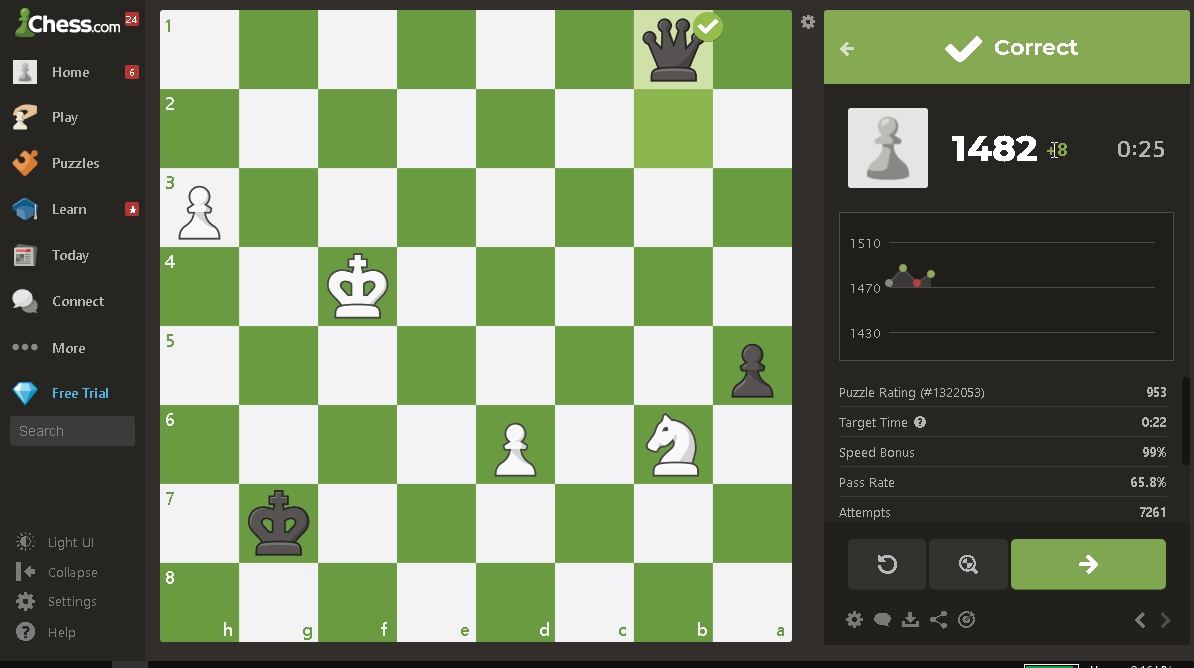 Chess.com 24
Home 6
Play
Puzzles
Learn
Today
Connect
More
Free Trial
Search
Light UI
Collapse
Settings
Help
1
2
3
4
5
6
7
8
h g f e d c b a
Correct
1482 +8 0:25
1510
1470
1430
Puzzle Rating (#1322053) 953
Target Time ? 0:22
Speed Bonus 99%
Pass Rate 65.8%
Attempts 7261